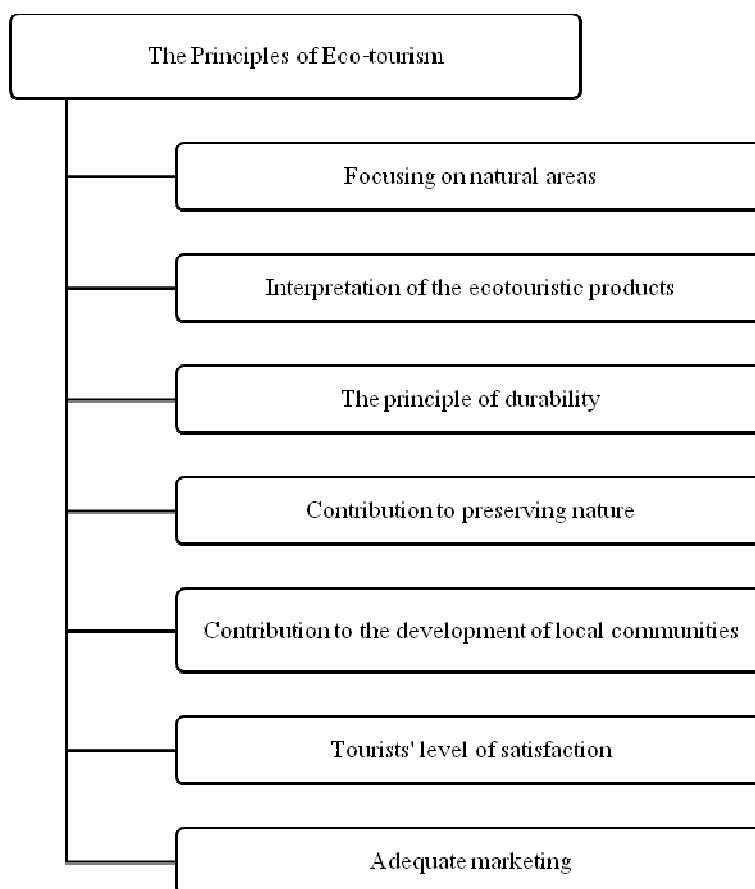 The Principles of Eco-tourism
Focusing on natural areas
Interpretation of the ecotouristic products
The principle of durability
Contribution to preserving nature
Contribution to the development of local communities
Tourists' level of satisfaction
Adequate marketing